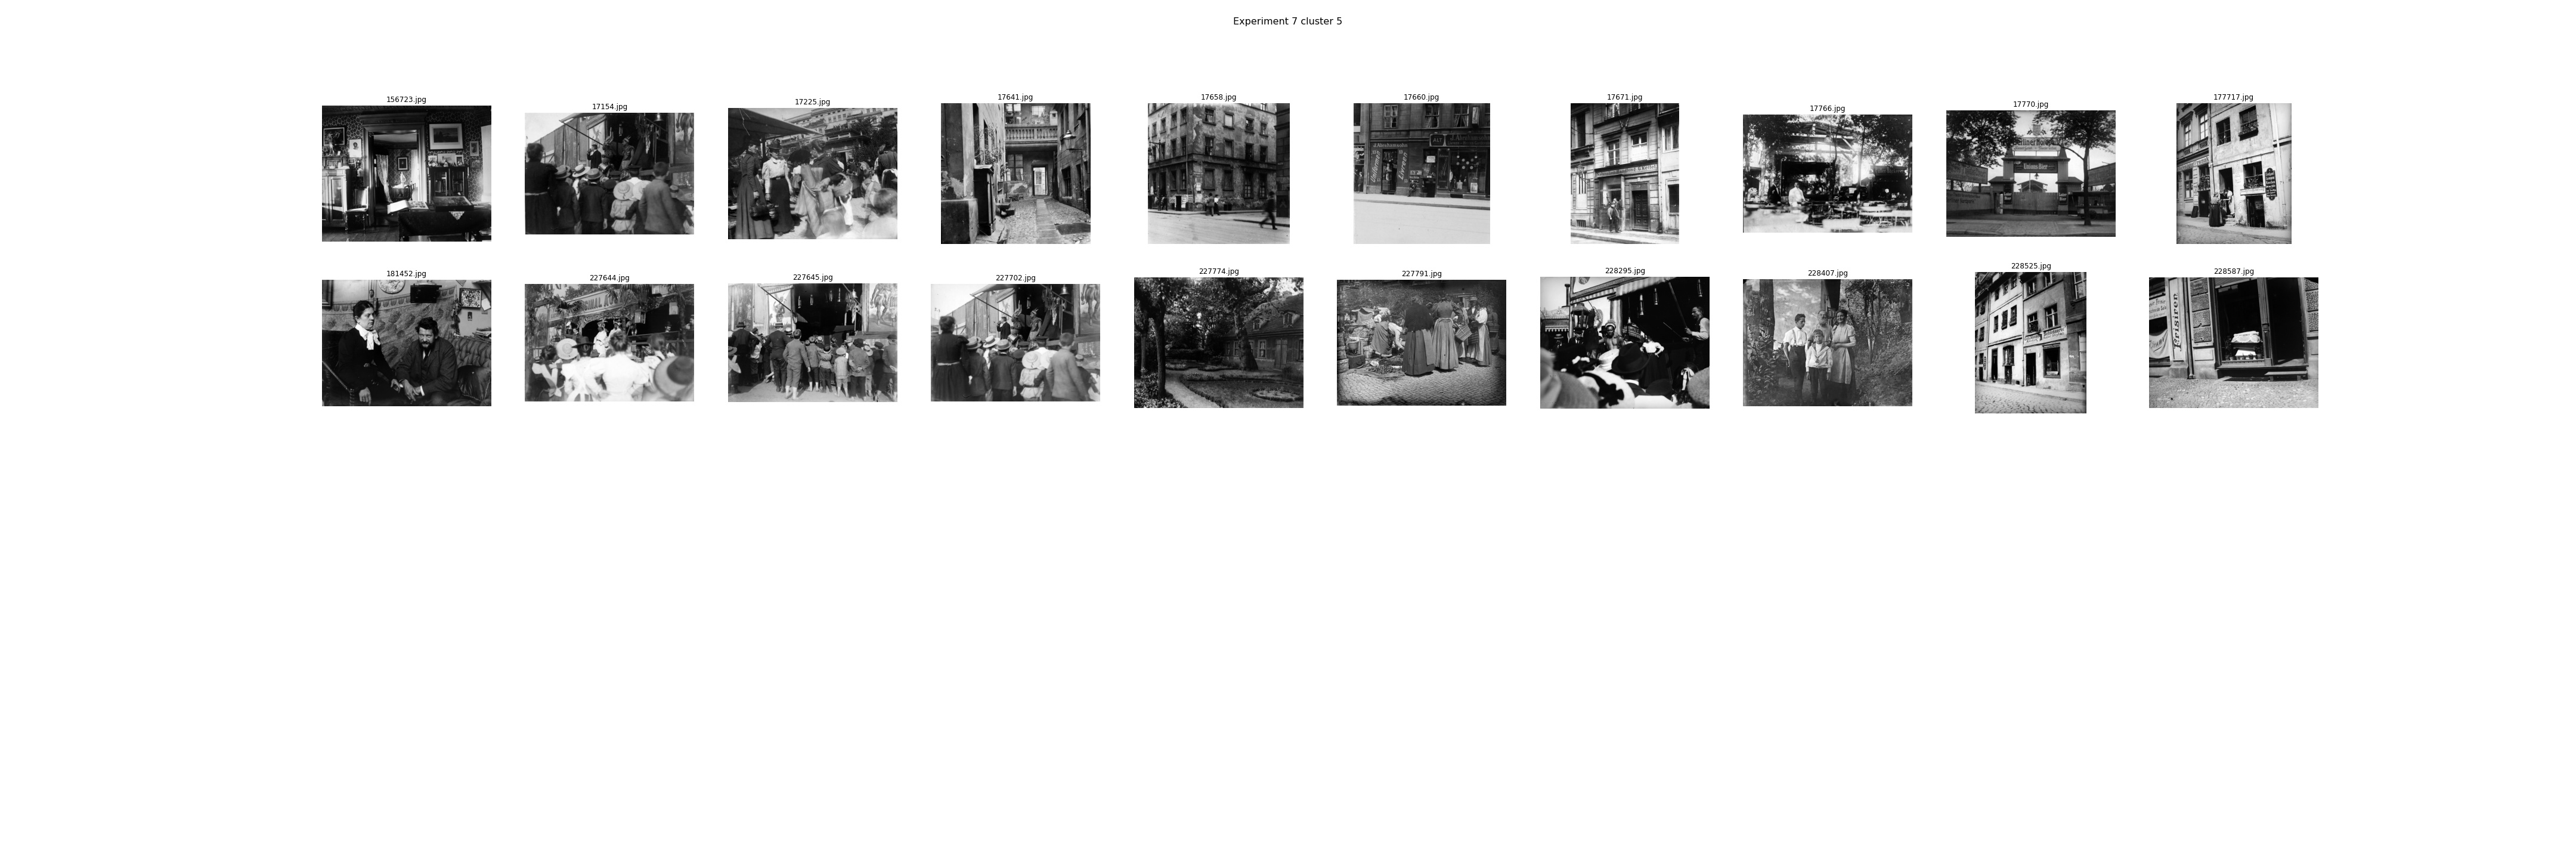 Experiment 7 cluster 5
156723.jpg
17154.jpg
17225.jpg
17641.jpg
17658.jpg
17660.jpg
17671.jpg
17766.jpg
17770.jpg
177717.jpg
181452.jpg
227644.jpg
227645.jpg
227702.jpg
227774.jpg
227791.jpg
228295.jpg
228407.jpg
228525.jpg
228587.jpg
Frisiren